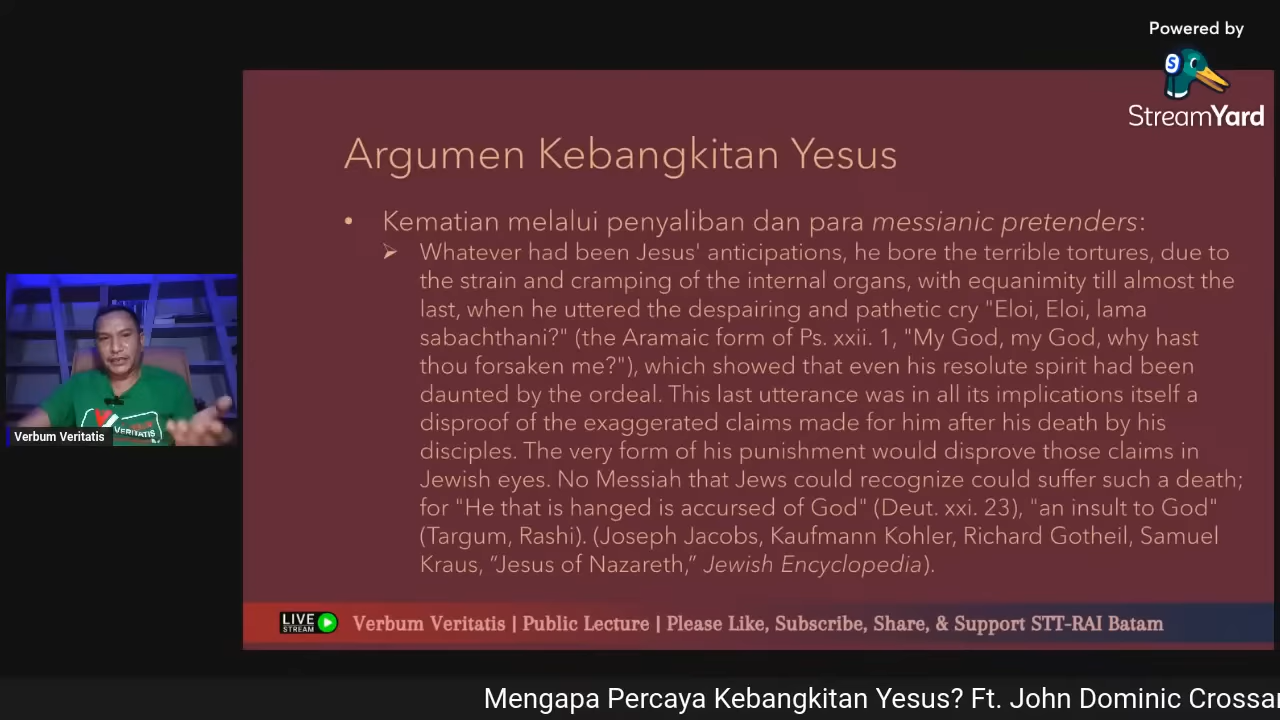 Powered by
StreamYard
Argumen Kebangkitan Yesus
• Kematian melalui penyaliban dan para messianic pretenders:
➢ Whatever had been Jesus' anticipations, he bore the terrible tortures, due to
the strain and cramping of the internal organs, with equanimity till almost the
last, when he uttered the despairing and pathetic cry "Eloi, Eloi, lama
sabachthani?" (the Aramaic form of Ps. xxii. 1, "My God, my God, why hast
thou forsaken me?"), which showed that even his resolute spirit had been
daunted by the ordeal. This last utterance was in all its implications itself a
disproof of the exaggerated claims made for him after his death by his
disciples. The very form of his punishment would disprove those claims in
Jewish eyes. No Messiah that Jews could recognize could suffer such a death;
for "He that is hanged is accursed of God" (Deut. xxi. 23), "an insult to God"
(Targum, Rashi). (Joseph Jacobs, Kaufmann Kohler, Richard Gotheil, Samuel
Kraus, “Jesus of Nazareth,” Jewish Encyclopedia).
VERITATIS
Verbum Veritatis
LIVE
STREAM
Verbum Veritatis | Public Lecture | Please Like, Subscribe, Share, & Support STT-RAI Batam
Mengapa Percaya Kebangkitan Yesus? Ft. John Dominic Crossa